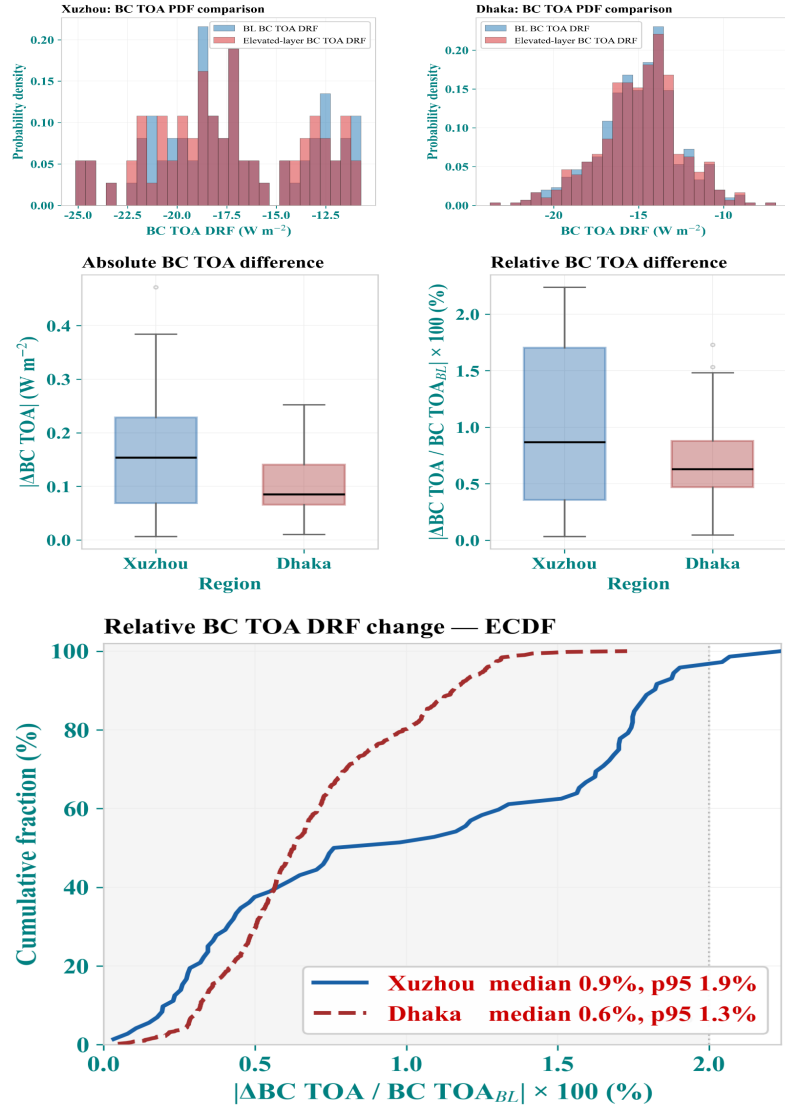 Xuzhou: BC TOA PDF comparison
BL BC TOA DRF
Elevated-layer BC TOA DRF
Probability density
0.20
0.15
0.10
0.05
0.00
-25.0 -22.5 -20.0 -17.5 -15.0 -12.5
BC TOA DRF (W m⁻²)
Dhaka: BC TOA PDF comparison
BL BC TOA DRF
Elevated-layer BC TOA DRF
Probability density
0.20
0.15
0.10
0.05
0.00
-20 -15 -10
BC TOA DRF (W m⁻²)
Absolute BC TOA difference
|ΔBC TOA| (W m⁻²)
0.4
0.3
0.2
0.1
0.0
Xuzhou Dhaka
Region
Relative BC TOA difference
|ΔBC TOA / BC TOA_BL| × 100 (%)
2.0
1.5
1.0
0.5
0.0
Xuzhou Dhaka
Region
Relative BC TOA DRF change — ECDF
Cumulative fraction (%)
100
80
60
40
20
0
Xuzhou median 0.9%, p95 1.9%
Dhaka median 0.6%, p95 1.3%
0.0 0.5 1.0 1.5 2.0
|ΔBC TOA / BC TOA_BL| × 100 (%)